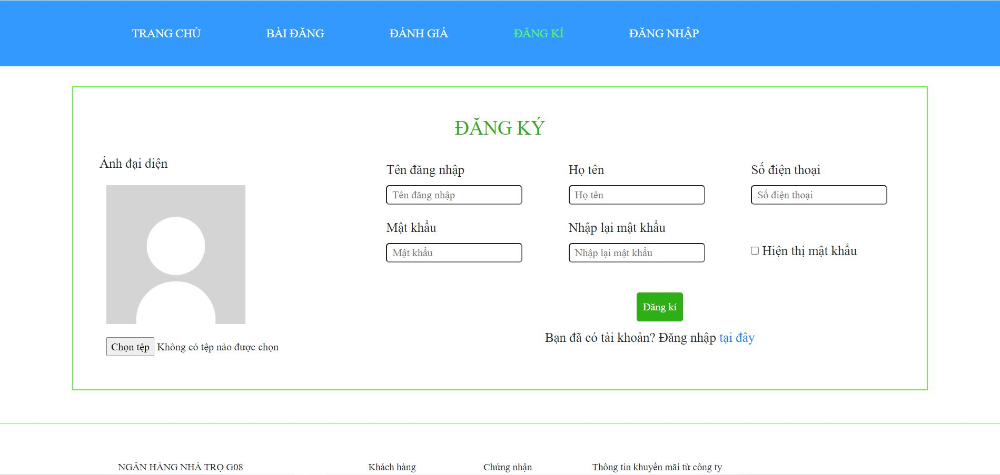 TRANG CHỦ BÀI ĐĂNG ĐÁNH GIÁ ĐĂNG KÍ ĐĂNG NHẬP
ĐĂNG KÝ
Ảnh đại diện
Chọn tệp Không có tệp nào được chọn
Tên đăng nhập Họ tên Số điện thoại
Tên đăng nhập Họ tên Số điện thoại
Mật khẩu Nhập lại mật khẩu
Mật khẩu Nhập lại mật khẩu Hiện thị mật khẩu
Đăng kí
Bạn đã có tài khoản? Đăng nhập tại đây
NGÂN HÀNG NHÀ TRỌ G08 Khách hàng Chứng nhận Thông tin khuyến mãi từ công ty